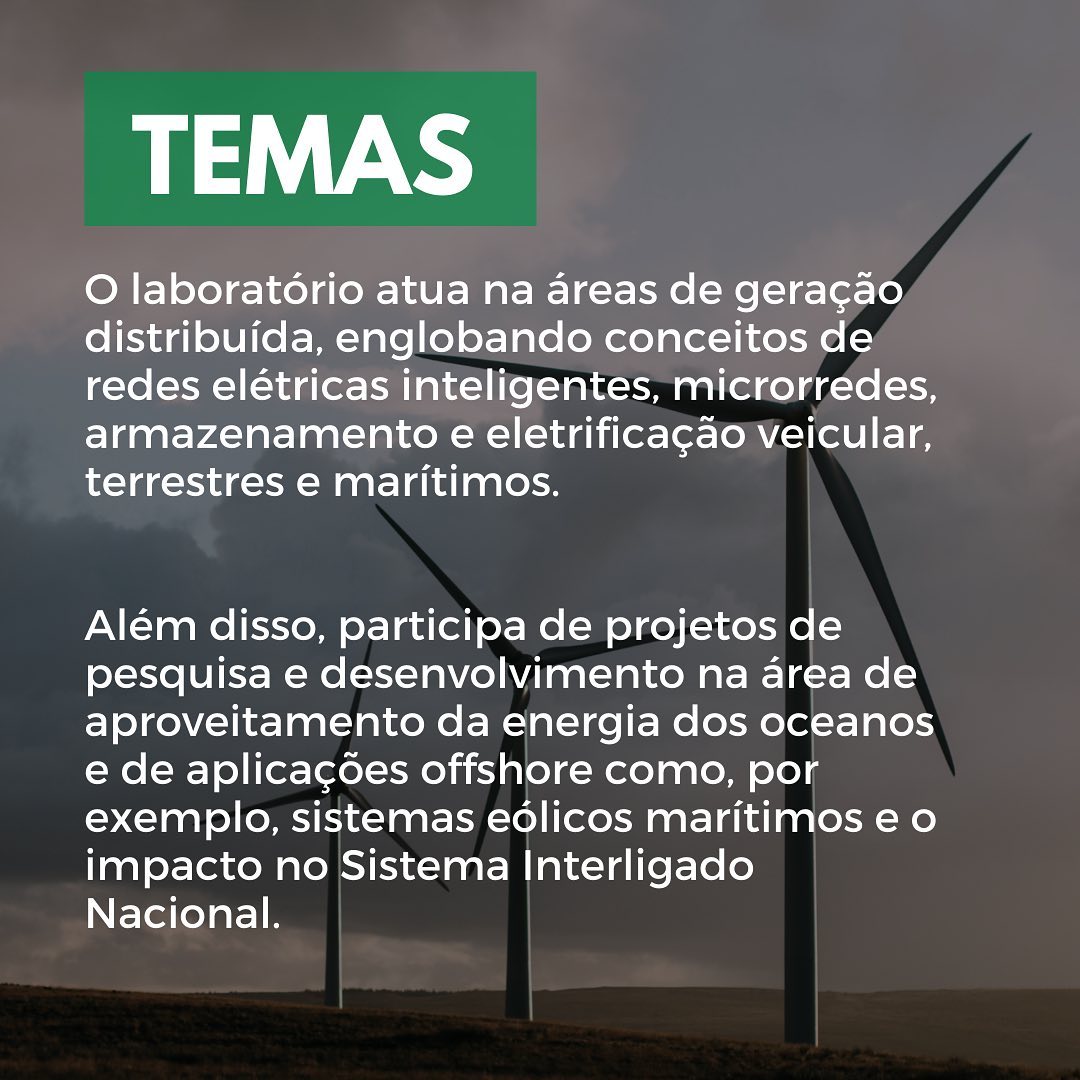 TEMAS
O laboratório atua na áreas de geração
distribuída, englobando conceitos de
redes elétricas inteligentes, microrredes,
armazenamento e eletrificação veicular,
terrestres e marítimos.
Além disso, participa de projetos de
pesquisa e desenvolvimento na área de
aproveitamento da energia dos oceanos
e de aplicações offshore como, por
exemplo, sistemas eólicos marítimos e o
impacto no Sistema Interligado
Nacional.